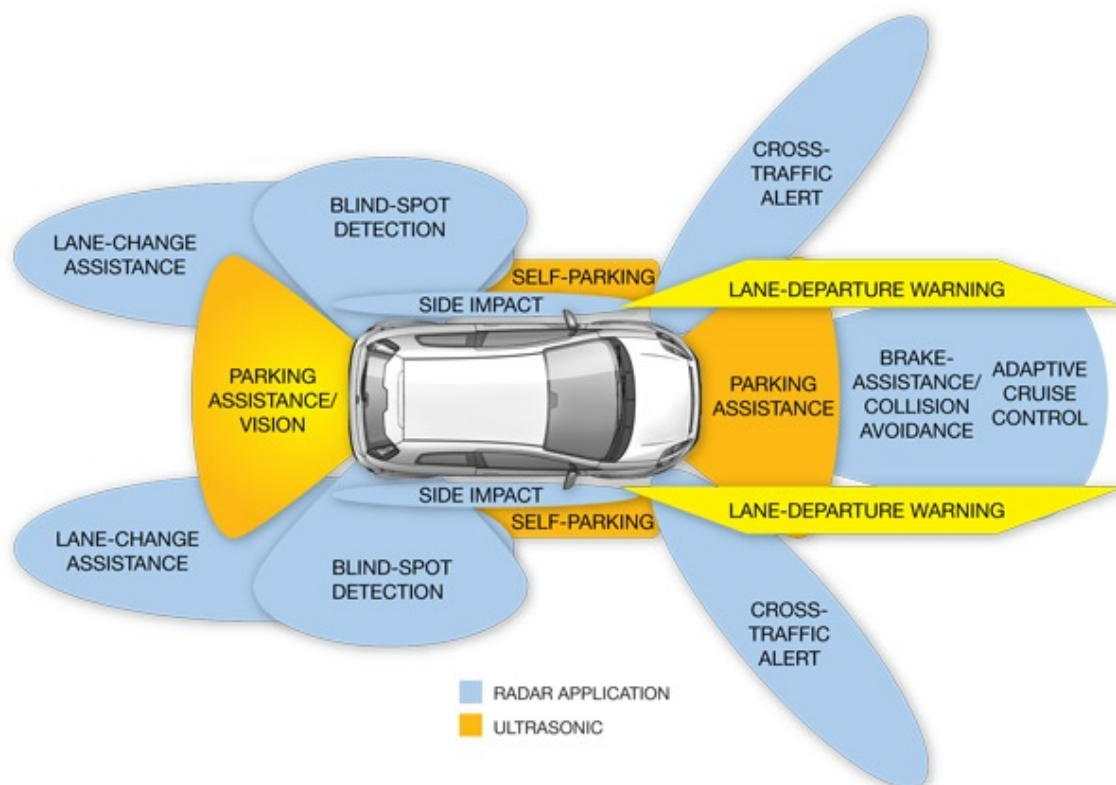 CROSS-
TRAFFIC
ALERT
BLIND-SPOT
DETECTION
LANE-CHANGE
ASSISTANCE
SELF-PARKING
SIDE IMPACT
LANE-DEPARTURE WARNING
PARKING
ASSISTANCE/
VISION
PARKING
ASSISTANCE
BRAKE-
ASSISTANCE/
COLLISION
AVOIDANCE
ADAPTIVE
CRUISE
CONTROL
SIDE IMPACT
SELF-PARKING
LANE-DEPARTURE WARNING
LANE-CHANGE
ASSISTANCE
BLIND-SPOT
DETECTION
CROSS-
TRAFFIC
ALERT
RADAR APPLICATION
ULTRASONIC